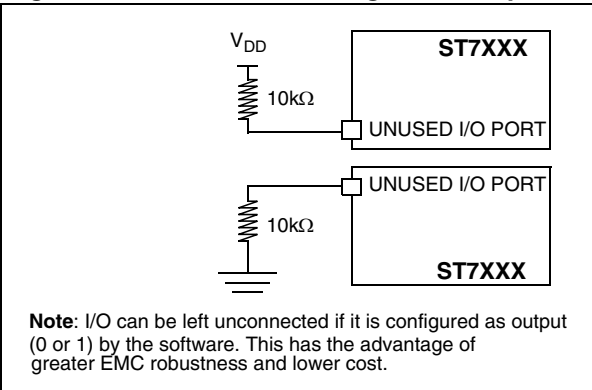 V_DD
ST7XXX
10kΩ
UNUSED I/O PORT
UNUSED I/O PORT
10kΩ
ST7XXX
Note: I/O can be left unconnected if it is configured as output
(0 or 1) by the software. This has the advantage of
greater EMC robustness and lower cost.